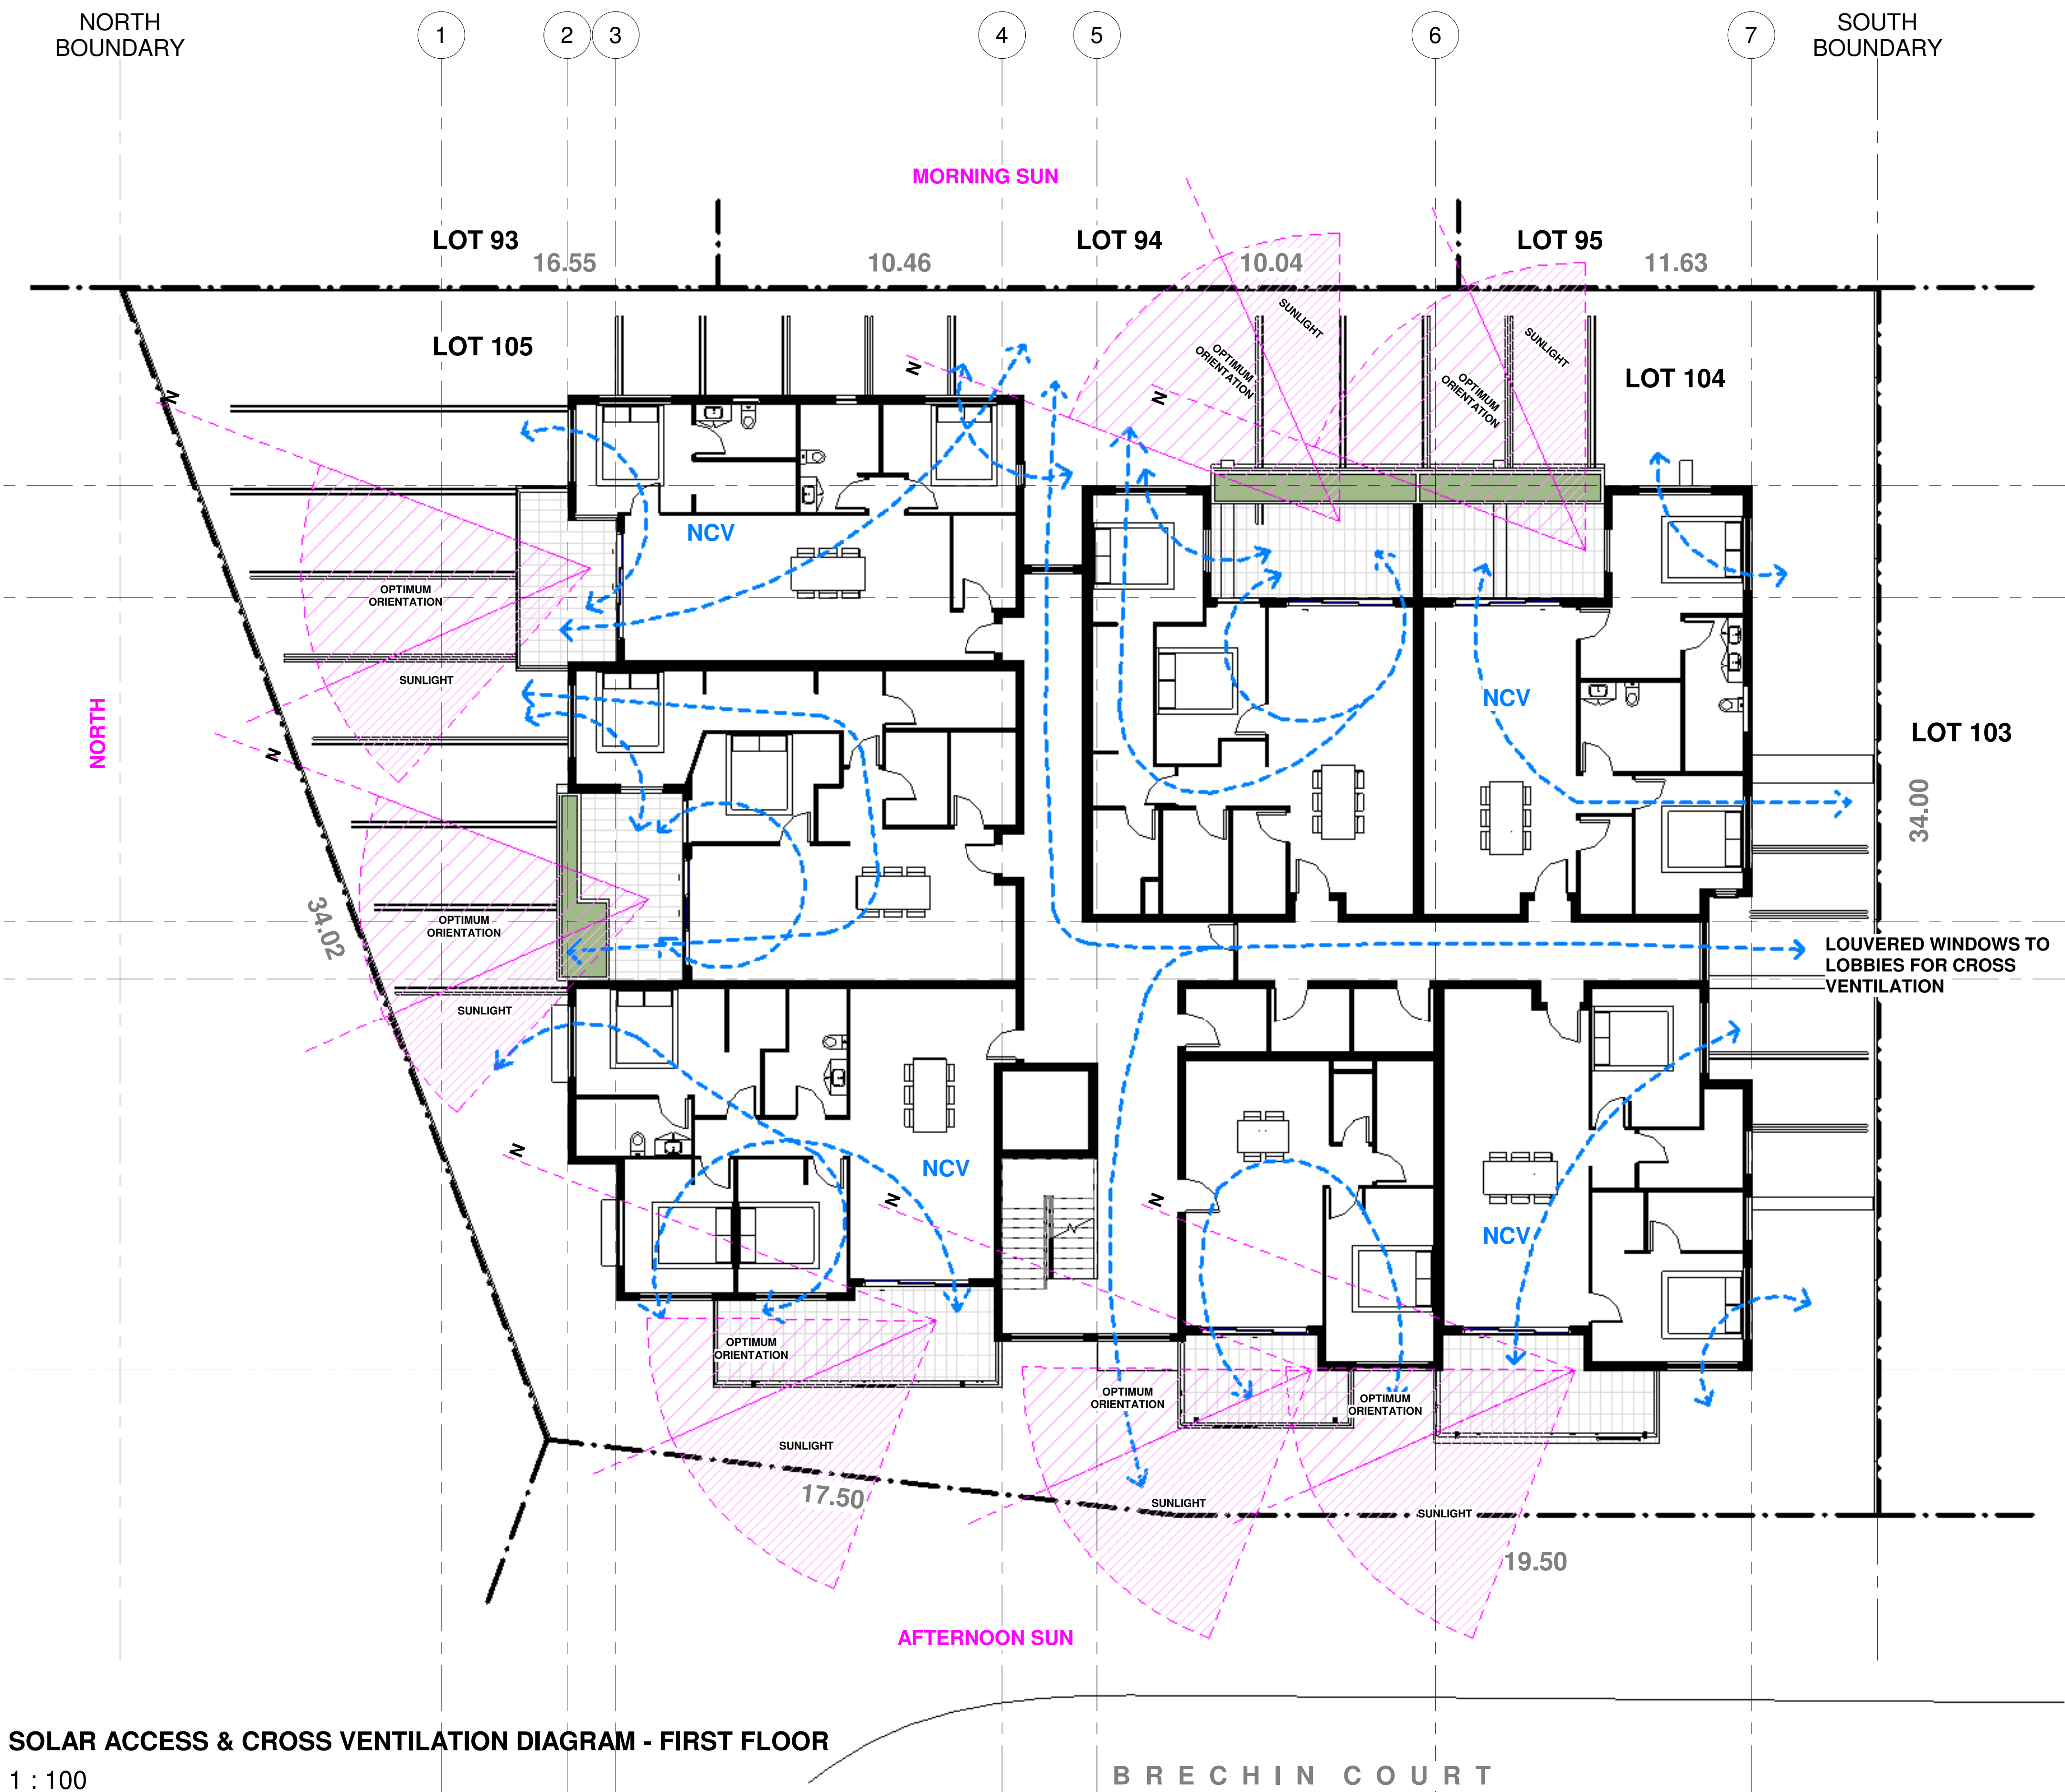 NORTH
BOUNDARY
1
2
3
4
5
6
7
SOUTH
BOUNDARY
MORNING SUN
LOT 93
LOT 94
LOT 95
16.55
10.46
10.04
11.63
SUNLIGHT
SUNLIGHT
LOT 105
OPTIMUM
ORIENTATION
OPTIMUM
ORIENTATION
LOT 104
N
N
N
NCV
OPTIMUM
ORIENTATION
SUNLIGHT
NCV
NORTH
N
LOT 103
34.00
34.02
OPTIMUM
ORIENTATION
SUNLIGHT
LOUVERED WINDOWS TO
LOBBIES FOR CROSS
VENTILATION
N
NCV
N
N
NCV
OPTIMUM
ORIENTATION
OPTIMUM
ORIENTATION
OPTIMUM
ORIENTATION
SUNLIGHT
17.50
SUNLIGHT
SUNLIGHT
19.50
AFTERNOON SUN
SOLAR ACCESS & CROSS VENTILATION DIAGRAM - FIRST FLOOR
1 : 100
BRECHIN COURT